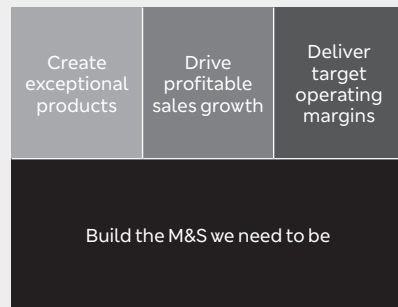 Create
exceptional
products
Drive
profitable
sales growth
Deliver
target
operating
margins
Build the M&S we need to be